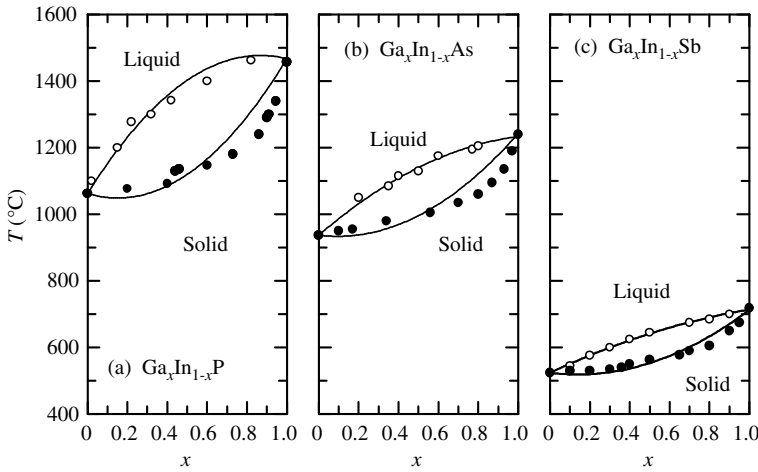 1600
1400
1200
1000
800
600
400
T (°C)
Liquid
Solid
(a) GaₓIn₁₋ₓP
0 0.2 0.4 0.6 0.8 1.0
x
(b) GaₓIn₁₋ₓAs
Liquid
Solid
0 0.2 0.4 0.6 0.8 1.0
x
(c) GaₓIn₁₋ₓSb
Liquid
Solid
0 0.2 0.4 0.6 0.8 1.0
x